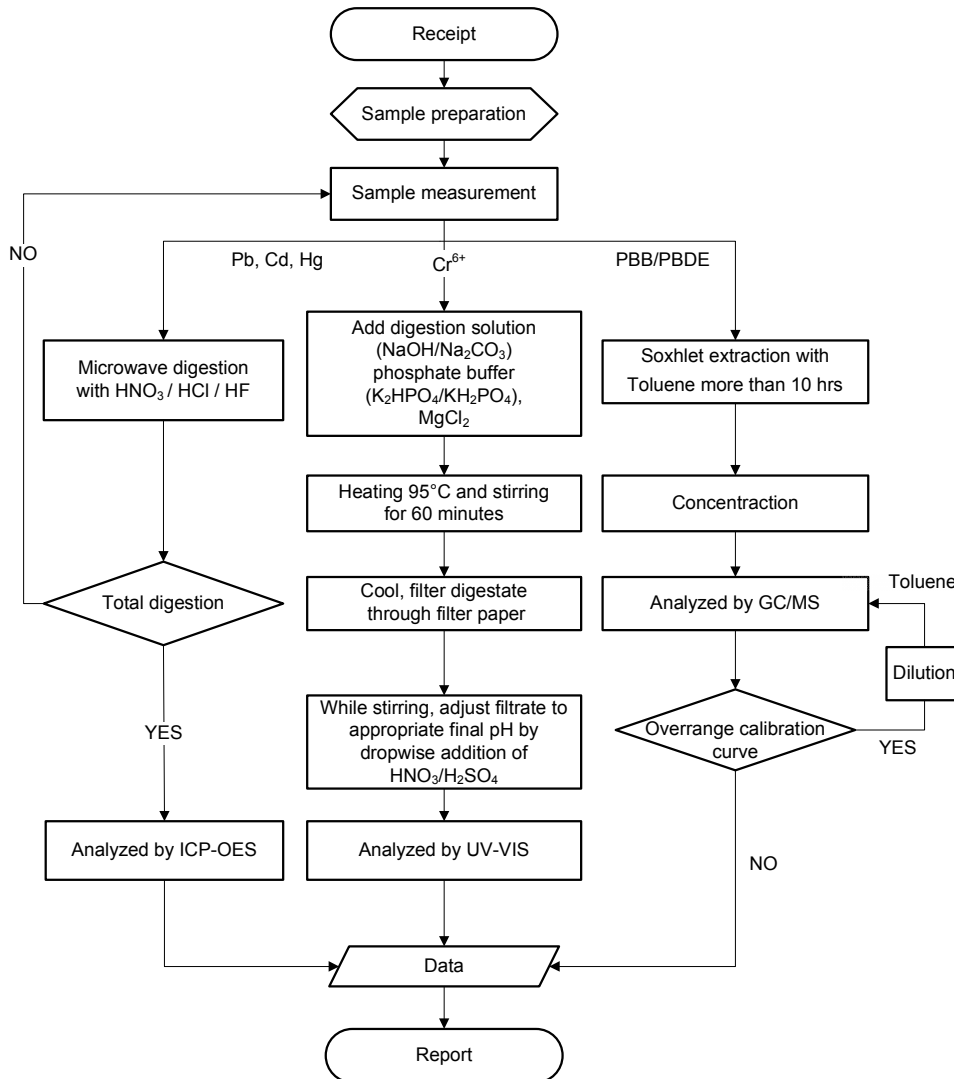 Receipt
Sample preparation
Sample measurement
NO
Pb, Cd, Hg
Cr⁶⁺
PBB/PBDE
Microwave digestion
with HNO₃ / HCl / HF
Add digestion solution
(NaOH/Na₂CO₃)
phosphate buffer
(K₂HPO₄/KH₂PO₄),
MgCl₂
Soxhlet extraction with
Toluene more than 10 hrs
Heating 95°C and stirring
for 60 minutes
Concentraction
Total digestion
Cool, filter digestate
through filter paper
Analyzed by GC/MS
Toluene
Dilution
YES
While stirring, adjust filtrate to
appropriate final pH by
dropwise addition of
HNO₃/H₂SO₄
Overrange calibration
curve
YES
Analyzed by ICP-OES
Analyzed by UV-VIS
NO
Data
Report